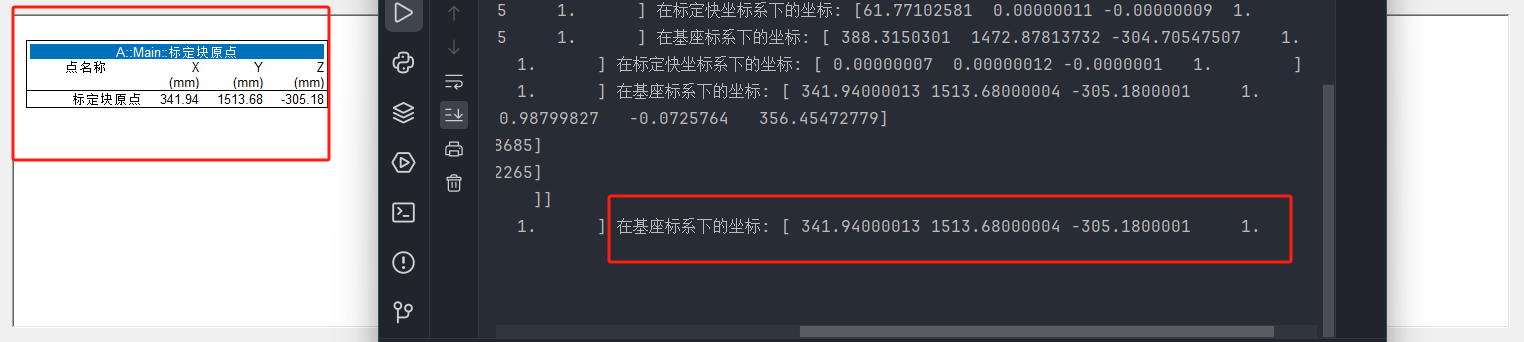 A::Main::标定块原点
点名称 X Y Z
(mm) (mm) (mm)
标定块原点 341.94 1513.68 -305.18
5 1. ] 在标定快坐标系下的坐标: [61.77102581 0.00000011 -0.00000009 1.
5 1. ] 在基座标系下的坐标: [ 388.3150301 1472.87813732 -304.70547507 1.
1. ] 在标定快坐标系下的坐标: [ 0.00000007 0.00000012 -0.0000001 1. ]
1. ] 在基座标系下的坐标: [ 341.94000013 1513.68000004 -305.1800001 1.
0.98799827 -0.0725764 356.45472779]
8685]
2265]
]]
1. ] 在基座标系下的坐标: [ 341.94000013 1513.68000004 -305.1800001 1.